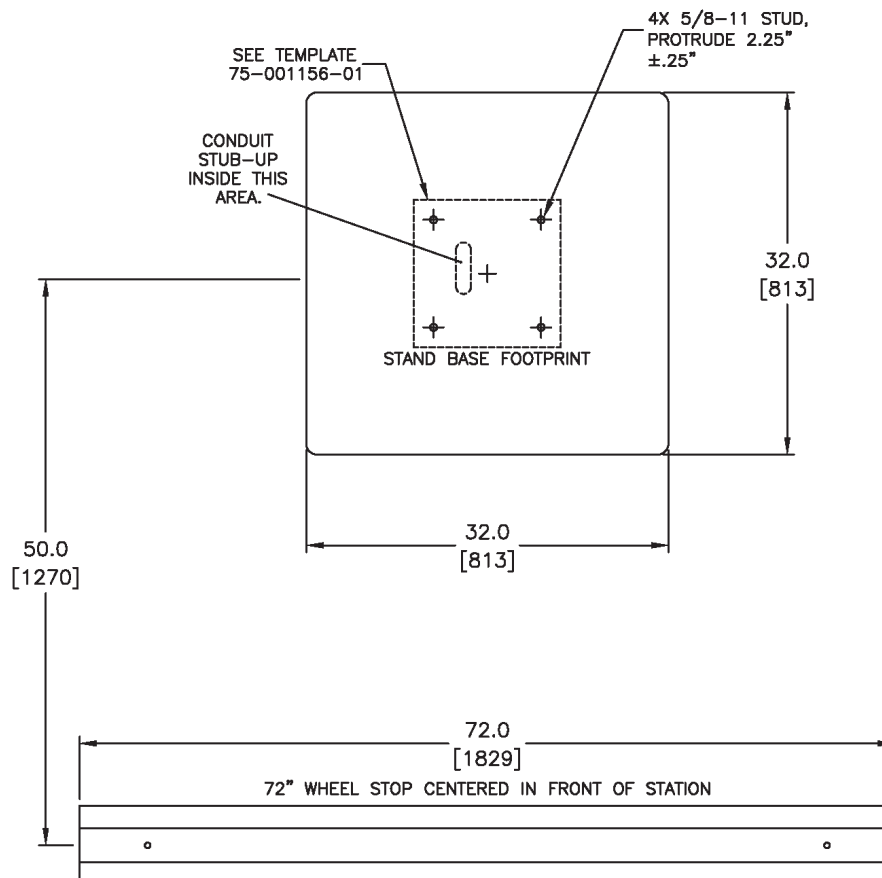 4X 5/8-11 STUD,
PROTRUDE 2.25"
±.25"
SEE TEMPLATE
75-001156-01
CONDUIT
STUB-UP
INSIDE THIS
AREA.
32.0
[813]
STAND BASE FOOTPRINT
32.0
[813]
50.0
[1270]
72.0
[1829]
72" WHEEL STOP CENTERED IN FRONT OF STATION